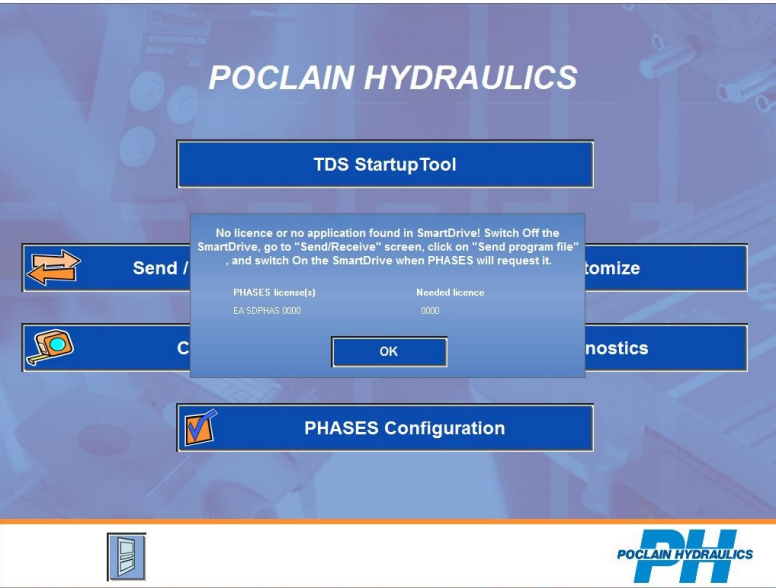 POCLAIN HYDRAULICS
TDS StartupTool
No licence or no application found in SmartDrive! Switch Off the
SmartDrive, go to "Send/Receive" screen, click on "Send program file"
, and switch On the SmartDrive when PHASES will request it.
Send /
tomize
PHASES license(s) Needed licence
EA SDPHAS 0000 0000
C
OK
nostics
PHASES Configuration
POCLAIN HYDRAULICS
PH